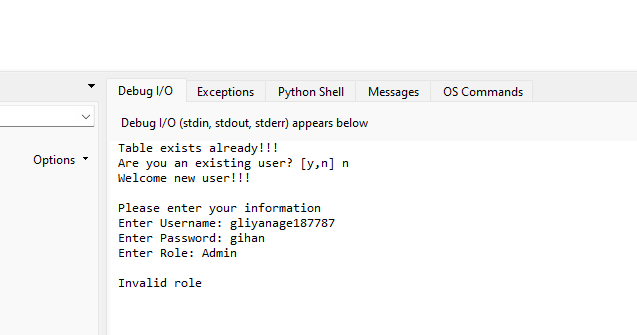 Debug I/O Exceptions Python Shell Messages OS Commands
Debug I/O (stdin, stdout, stderr) appears below
Options
Table exists already!!!
Are you an existing user? [y,n] n
Welcome new user!!!
Please enter your information
Enter Username: gliyanage187787
Enter Password: gihan
Enter Role: Admin
Invalid role